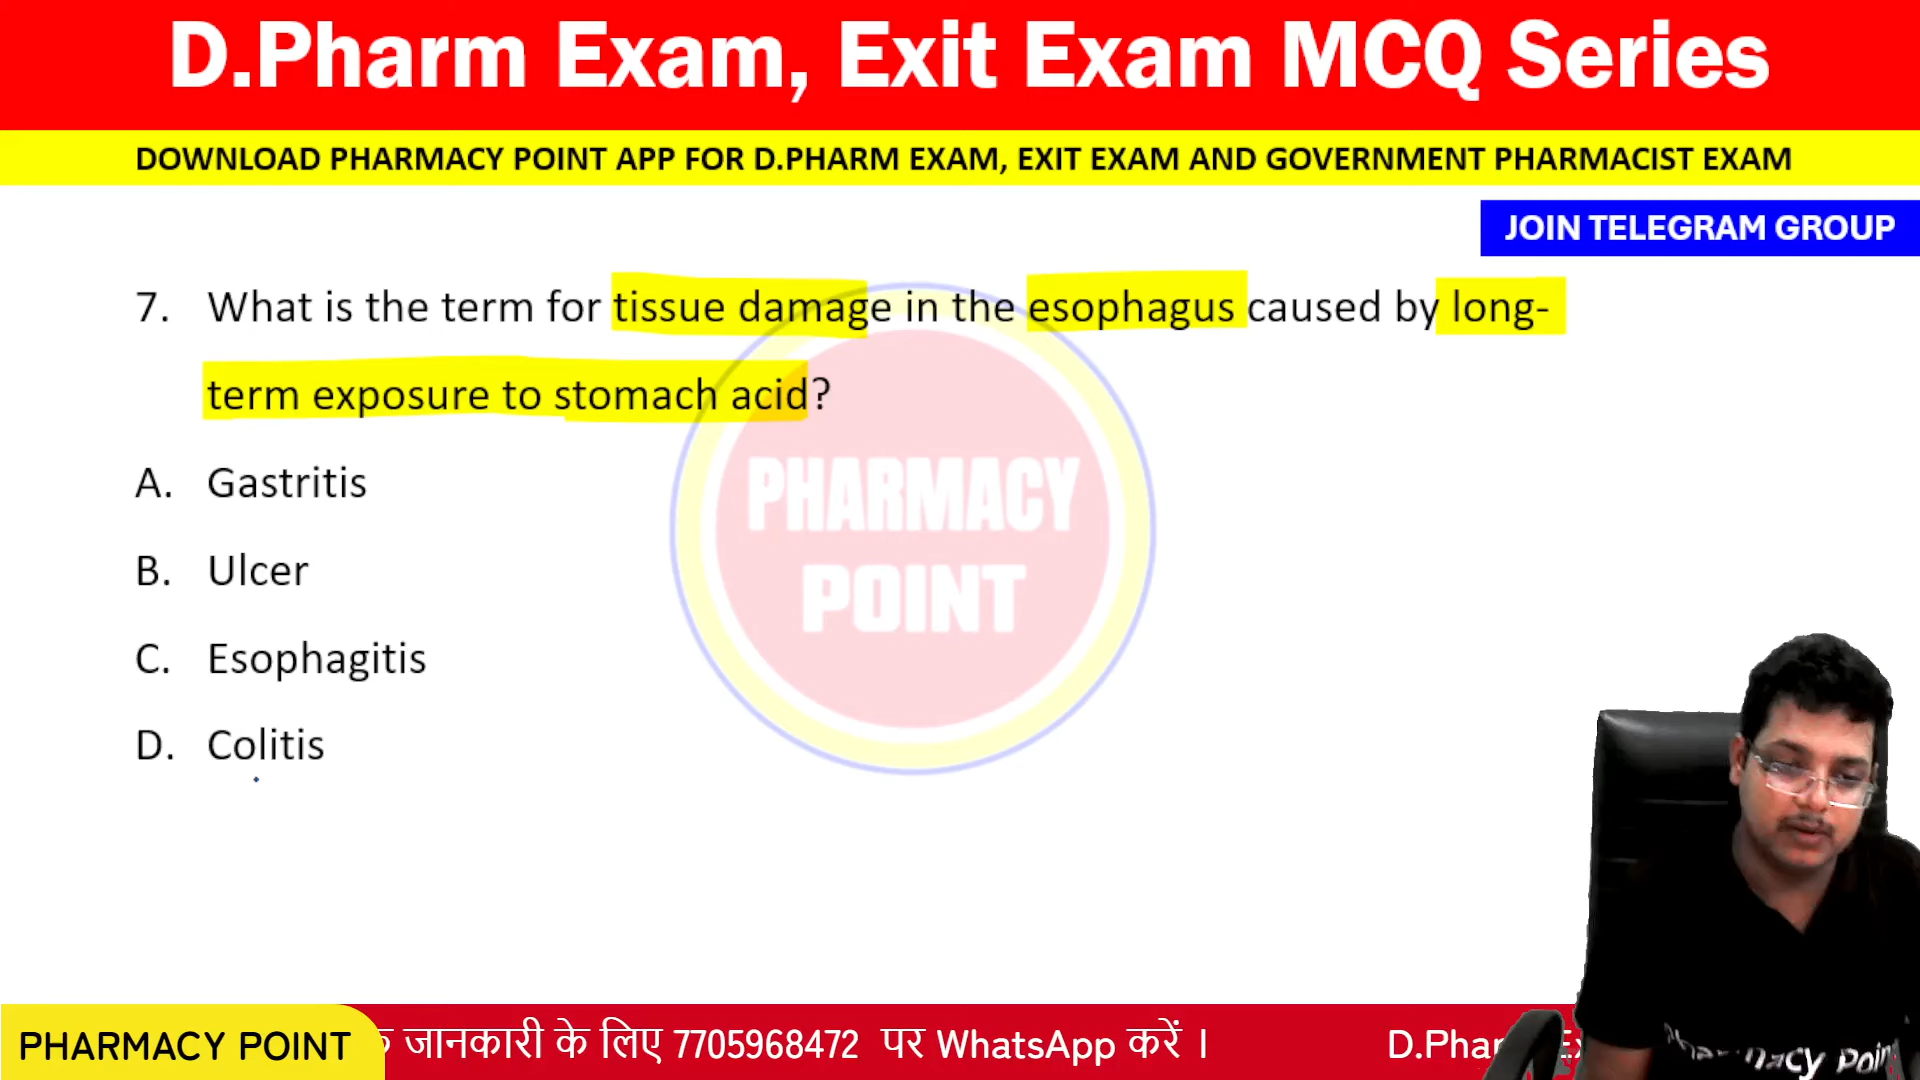 D.Pharm Exam, Exit Exam MCQ Series
DOWNLOAD PHARMACY POINT APP FOR D.PHARM EXAM, EXIT EXAM AND GOVERNMENT PHARMACIST EXAM
JOIN TELEGRAM GROUP
7. What is the term for tissue damage in the esophagus caused by long-
term exposure to stomach acid?
A. Gastritis
B. Ulcer
C. Esophagitis
D. Colitis
PHARMACY
POINT
PHARMACY POINT
जानकारी के लिए 7705968472 पर WhatsApp करें ।
D.Phar